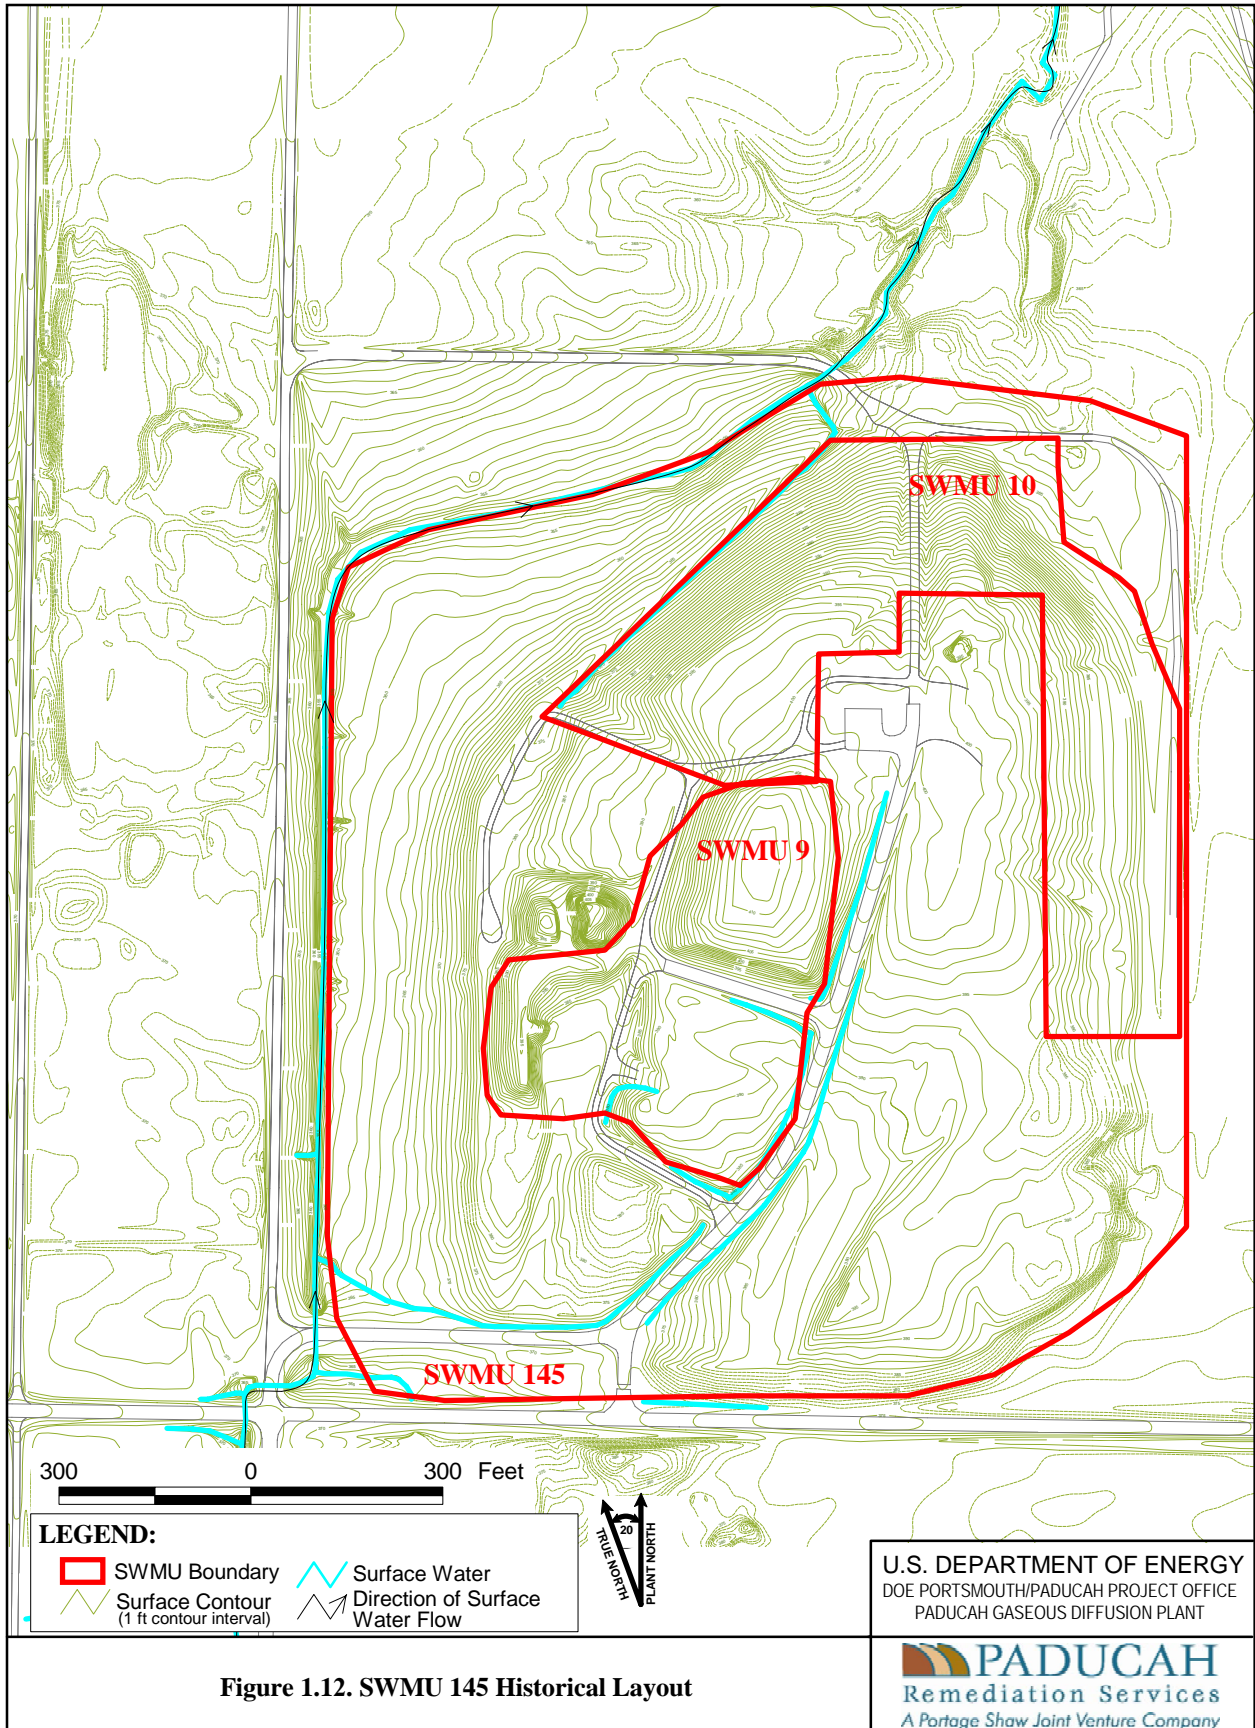 SWMU 10
SWMU 9
SWMU 145
300 0 300 Feet
TRUE NORTH
20
PLANT NORTH
LEGEND:
SWMU Boundary
Surface Water
Surface Contour
(1 ft contour interval)
Direction of Surface
Water Flow
U.S. DEPARTMENT OF ENERGY
DOE PORTSMOUTH/PADUCAH PROJECT OFFICE
PADUCAH GASEOUS DIFFUSION PLANT
Figure 1.12. SWMU 145 Historical Layout
PADUCAH
Remediation Services
A Portage Shaw Joint Venture Company